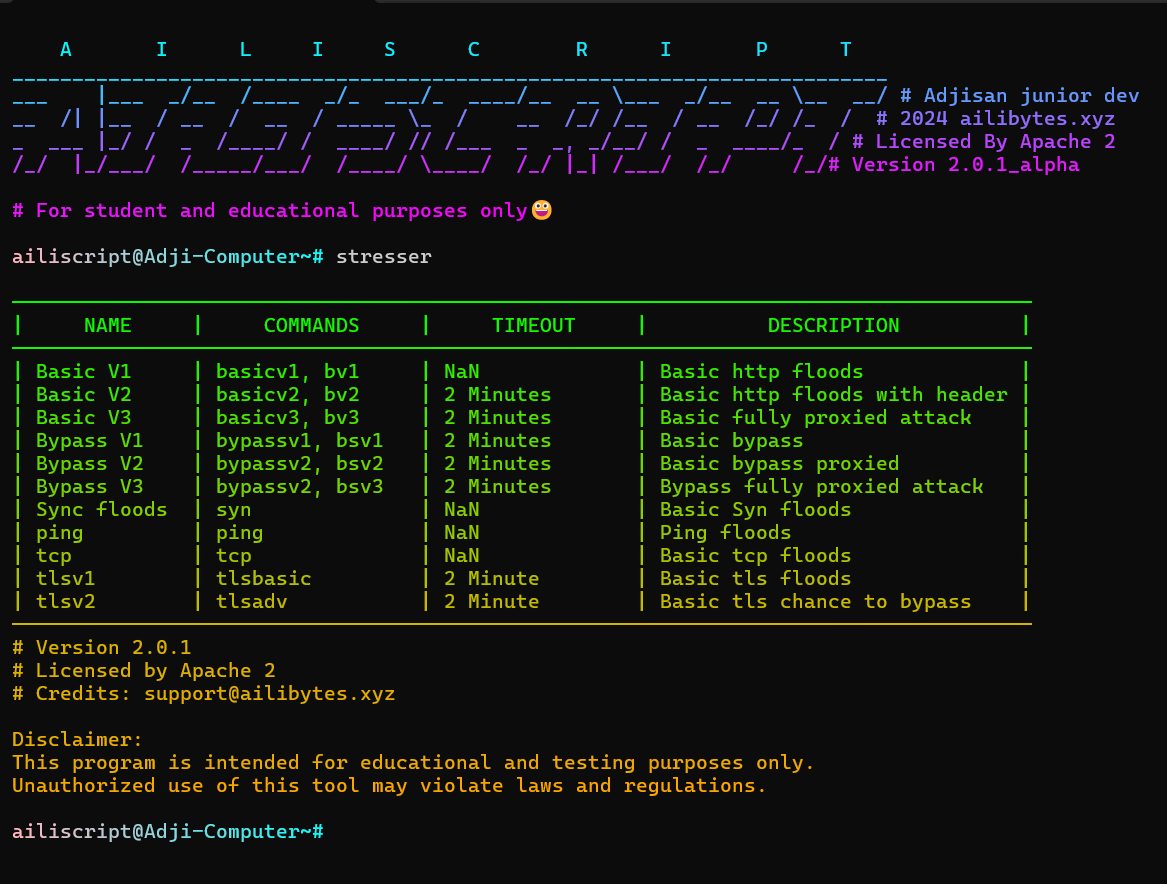 A I L I S C R I P T
# Adjisan junior dev
# 2024 ailibytes.xyz
# Licensed By Apache 2
# Version 2.0.1_alpha
# For student and educational purposes only😀
ailiscript@Adji-Computer~# stresser
| NAME | COMMANDS | TIMEOUT | DESCRIPTION |
| Basic V1 | basicv1, bv1 | NaN | Basic http floods |
| Basic V2 | basicv2, bv2 | 2 Minutes | Basic http floods with header |
| Basic V3 | basicv3, bv3 | 2 Minutes | Basic fully proxied attack |
| Bypass V1 | bypassv1, bsv1 | 2 Minutes | Basic bypass |
| Bypass V2 | bypassv2, bsv2 | 2 Minutes | Basic bypass proxied |
| Bypass V3 | bypassv2, bsv3 | 2 Minutes | Bypass fully proxied attack |
| Sync floods | syn | NaN | Basic Syn floods |
| ping | ping | NaN | Ping floods |
| tcp | tcp | NaN | Basic tcp floods |
| tlsv1 | tlsbasic | 2 Minute | Basic tls floods |
| tlsv2 | tlsadv | 2 Minute | Basic tls chance to bypass |
# Version 2.0.1
# Licensed by Apache 2
# Credits: support@ailibytes.xyz
Disclaimer:
This program is intended for educational and testing purposes only.
Unauthorized use of this tool may violate laws and regulations.
ailiscript@Adji-Computer~#